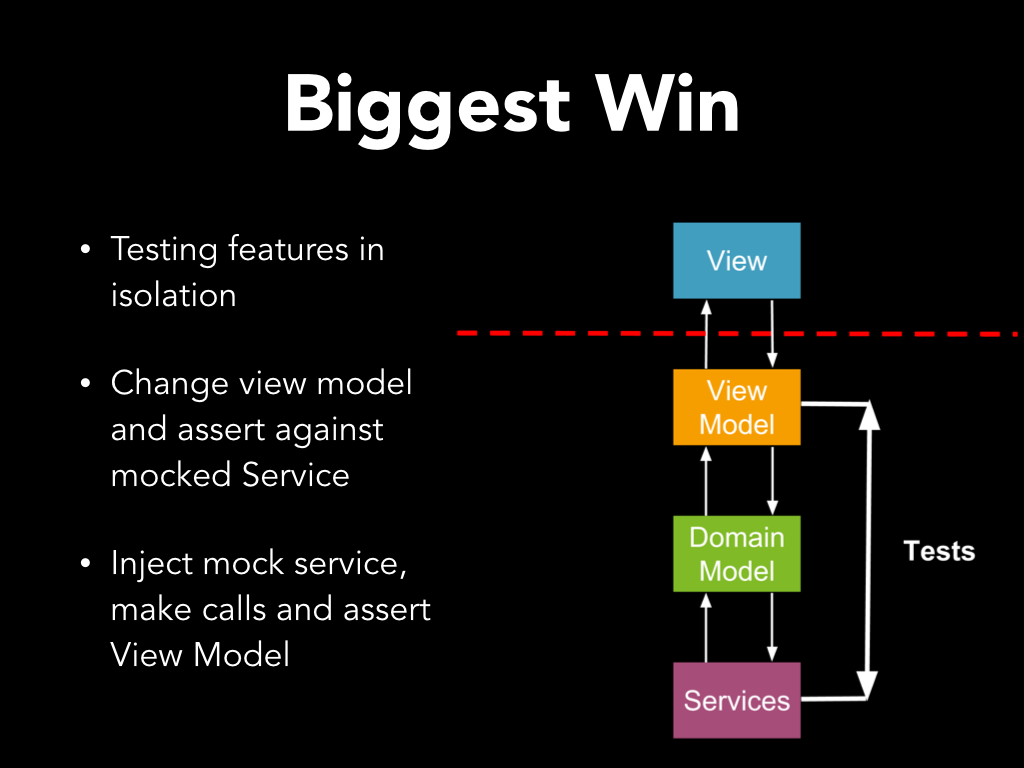 Biggest Win
• Testing features in
isolation
• Change view model
and assert against
mocked Service
• Inject mock service,
make calls and assert
View Model
View
View
Model
Domain
Model
Services
Tests